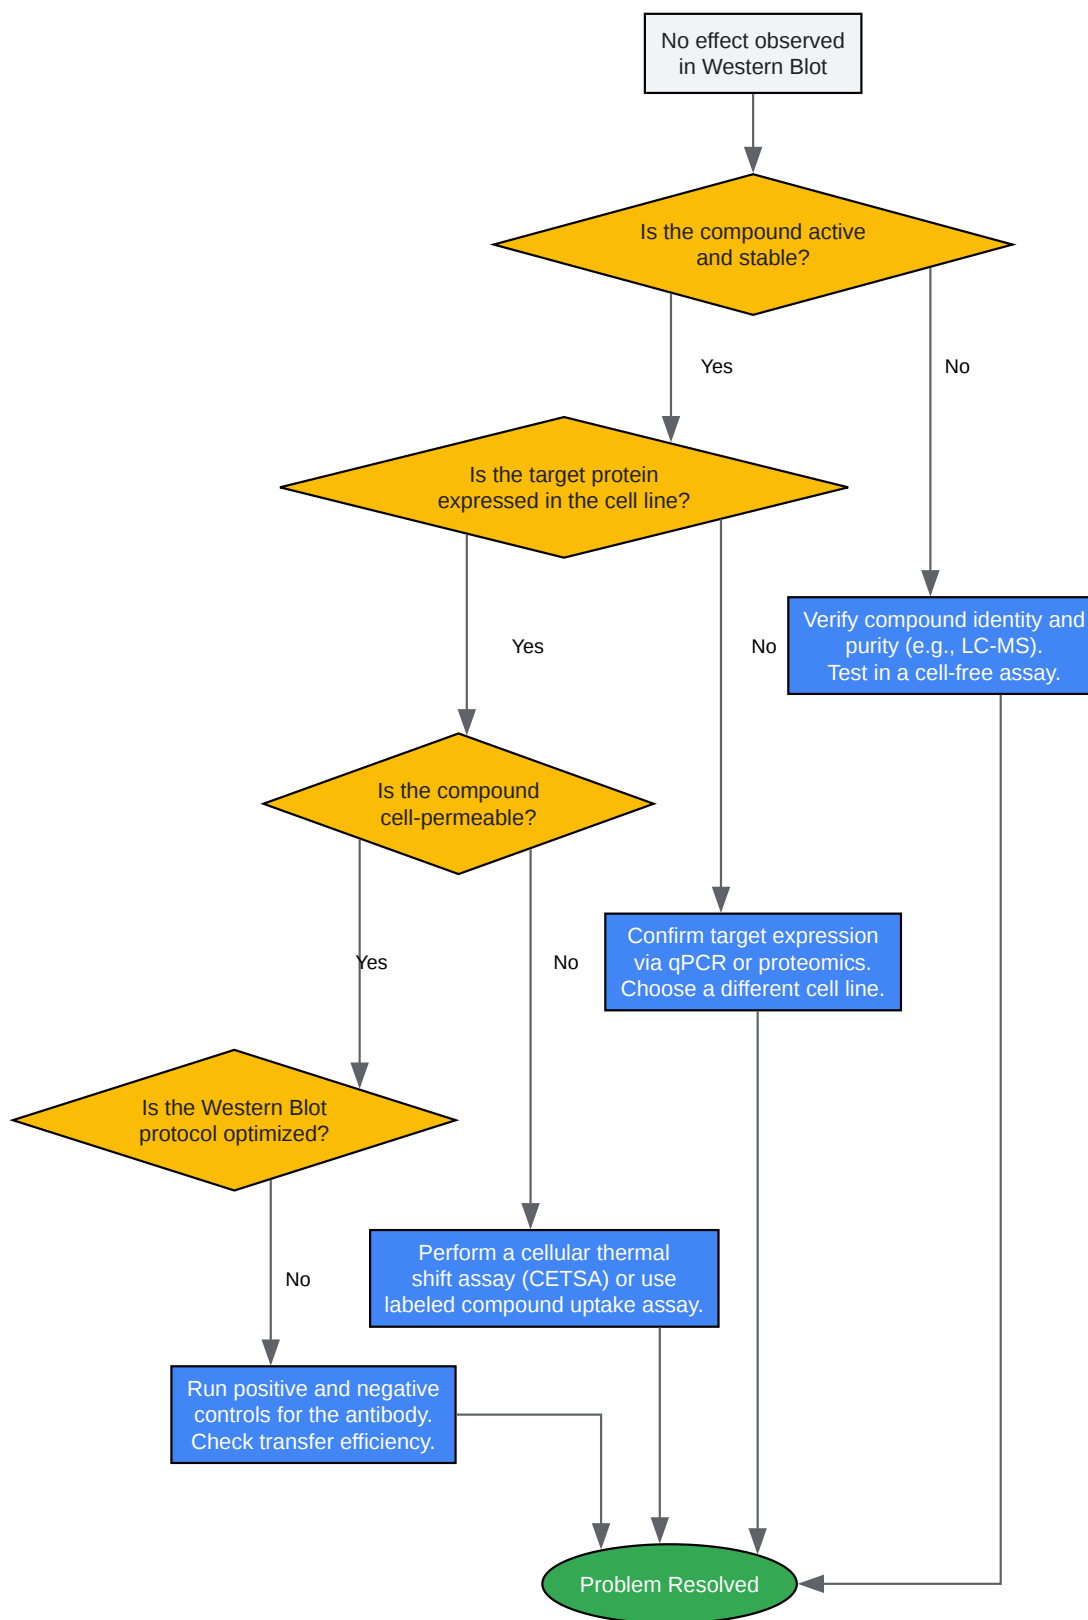 No effect observed
in Western Blot
Is the compound active
and stable?
Yes
No
Is the target protein
expressed in the cell line?
Verify compound identity and
purity (e.g., LC-MS).
Test in a cell-free assay.
Yes
No
Is the compound
cell-permeable?
Confirm target expression
via qPCR or proteomics.
Choose a different cell line.
Yes
No
Is the Western Blot
protocol optimized?
Perform a cellular thermal
shift assay (CETSA) or use
labeled compound uptake assay.
No
Run positive and negative
controls for the antibody.
Check transfer efficiency.
Problem Resolved